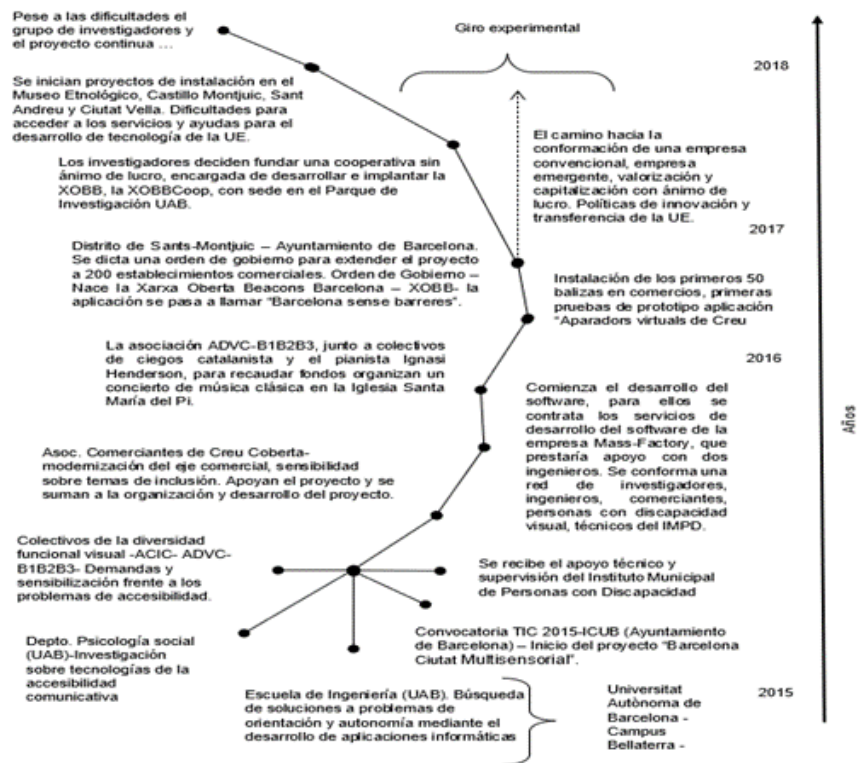 Pese a las dificultades el
grupo de investigadores y
el proyecto continua ...
Giro experimental
2018
Se inician proyectos de instalación en el
Museo Etnológico, Castillo Montjuic, Sant
Andreu y Ciutat Vella. Dificultades para
acceder a los servicios y ayudas para el
desarrollo de tecnología de la UE.
El camino hacia la
conformación de una empresa
convencional, empresa
emergente, valorización y
capitalización con ánimo de
lucro. Políticas de innovación y
transferencia de la UE.
Los investigadores deciden fundar una cooperativa sin
ánimo de lucro, encargada de desarrollar e implantar la
XOBB, la XOBBCoop, con sede en el Parque de
Investigación UAB.
2017
Distrito de Sants-Montjuic – Ayuntamiento de Barcelona.
Se dicta una orden de gobierno para extender el proyecto
a 200 establecimientos comerciales. Orden de Gobierno –
Nace la Xarxa Oberta Beacons Barcelona – XOBB- la
aplicación se pasa a llamar “Barcelona sense barreres”.
Instalación de los primeros 50
balizas en comercios, primeras
pruebas de prototipo aplicación
“Aparadors virtuals de Creu
2016
La asociación ADVC-B1B2B3, junto a colectivos
de ciegos catalanista y el pianista Ignasi
Henderson, para recaudar fondos organizan un
concierto de música clásica en la Iglesia Santa
María del Pi.
Comienza el desarrollo del
software, para ellos se
contrata los servicios de
desarrollo del software de la
empresa Mass-Factory, que
prestaría apoyo con dos
ingenieros. Se conforma una
red de investigadores,
ingenieros, comerciantes,
personas con discapacidad
visual, técnicos del IMPD.
Años
Asoc. Comerciantes de Creu Coberta-
modernización del eje comercial, sensibilidad
sobre temas de inclusión. Apoyan el proyecto y se
suman a la organización y desarrollo del proyecto.
Colectivos de la diversidad
funcional visual -ACIC- ADVC-
B1B2B3- Demandas y
sensibilización frente a los
problemas de accesibilidad.
Se recibe el apoyo técnico y
supervisión del Instituto Municipal
de Personas con Discapacidad
Depto. Psicología social
(UAB)-Investigación
sobre tecnologías de la
accesibilidad
comunicativa
Convocatoria TIC 2015-ICUB (Ayuntamiento
de Barcelona) – Inicio del proyecto “Barcelona
Ciutat Multisensorial”.
Escuela de Ingeniería (UAB). Búsqueda
de soluciones a problemas de
orientación y autonomía mediante el
desarrollo de aplicaciones informáticas
Universitat
Autònoma de
Barcelona -
Campus
Bellaterra -
2015